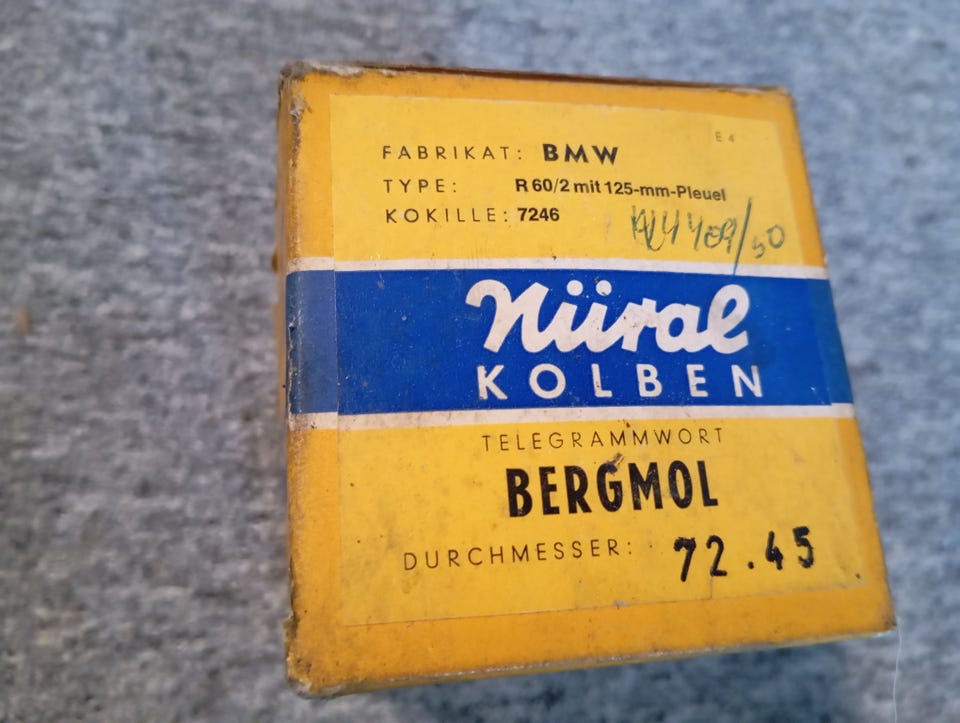 E 4
FABRIKAT: BMW
TYPE: R 60/2 mit 125-mm-Pleuel
KOKILLE: 7246
Nüral
KOLBEN
TELEGRAMMWORT
BERGMOL
DURCHMESSER: 72.45